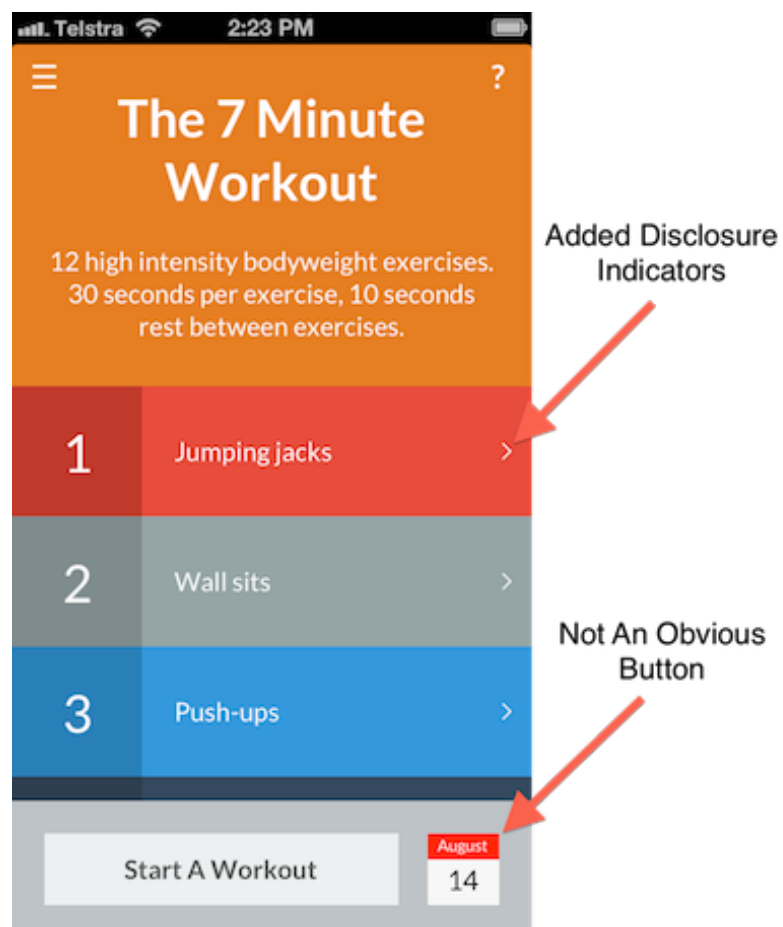 Telstra 2:23 PM
?
The 7 Minute
Workout
12 high intensity bodyweight exercises.
30 seconds per exercise, 10 seconds
rest between exercises.
Added Disclosure
Indicators
1 Jumping jacks
2 Wall sits
Not An Obvious
Button
3 Push-ups
Start A Workout
August
14